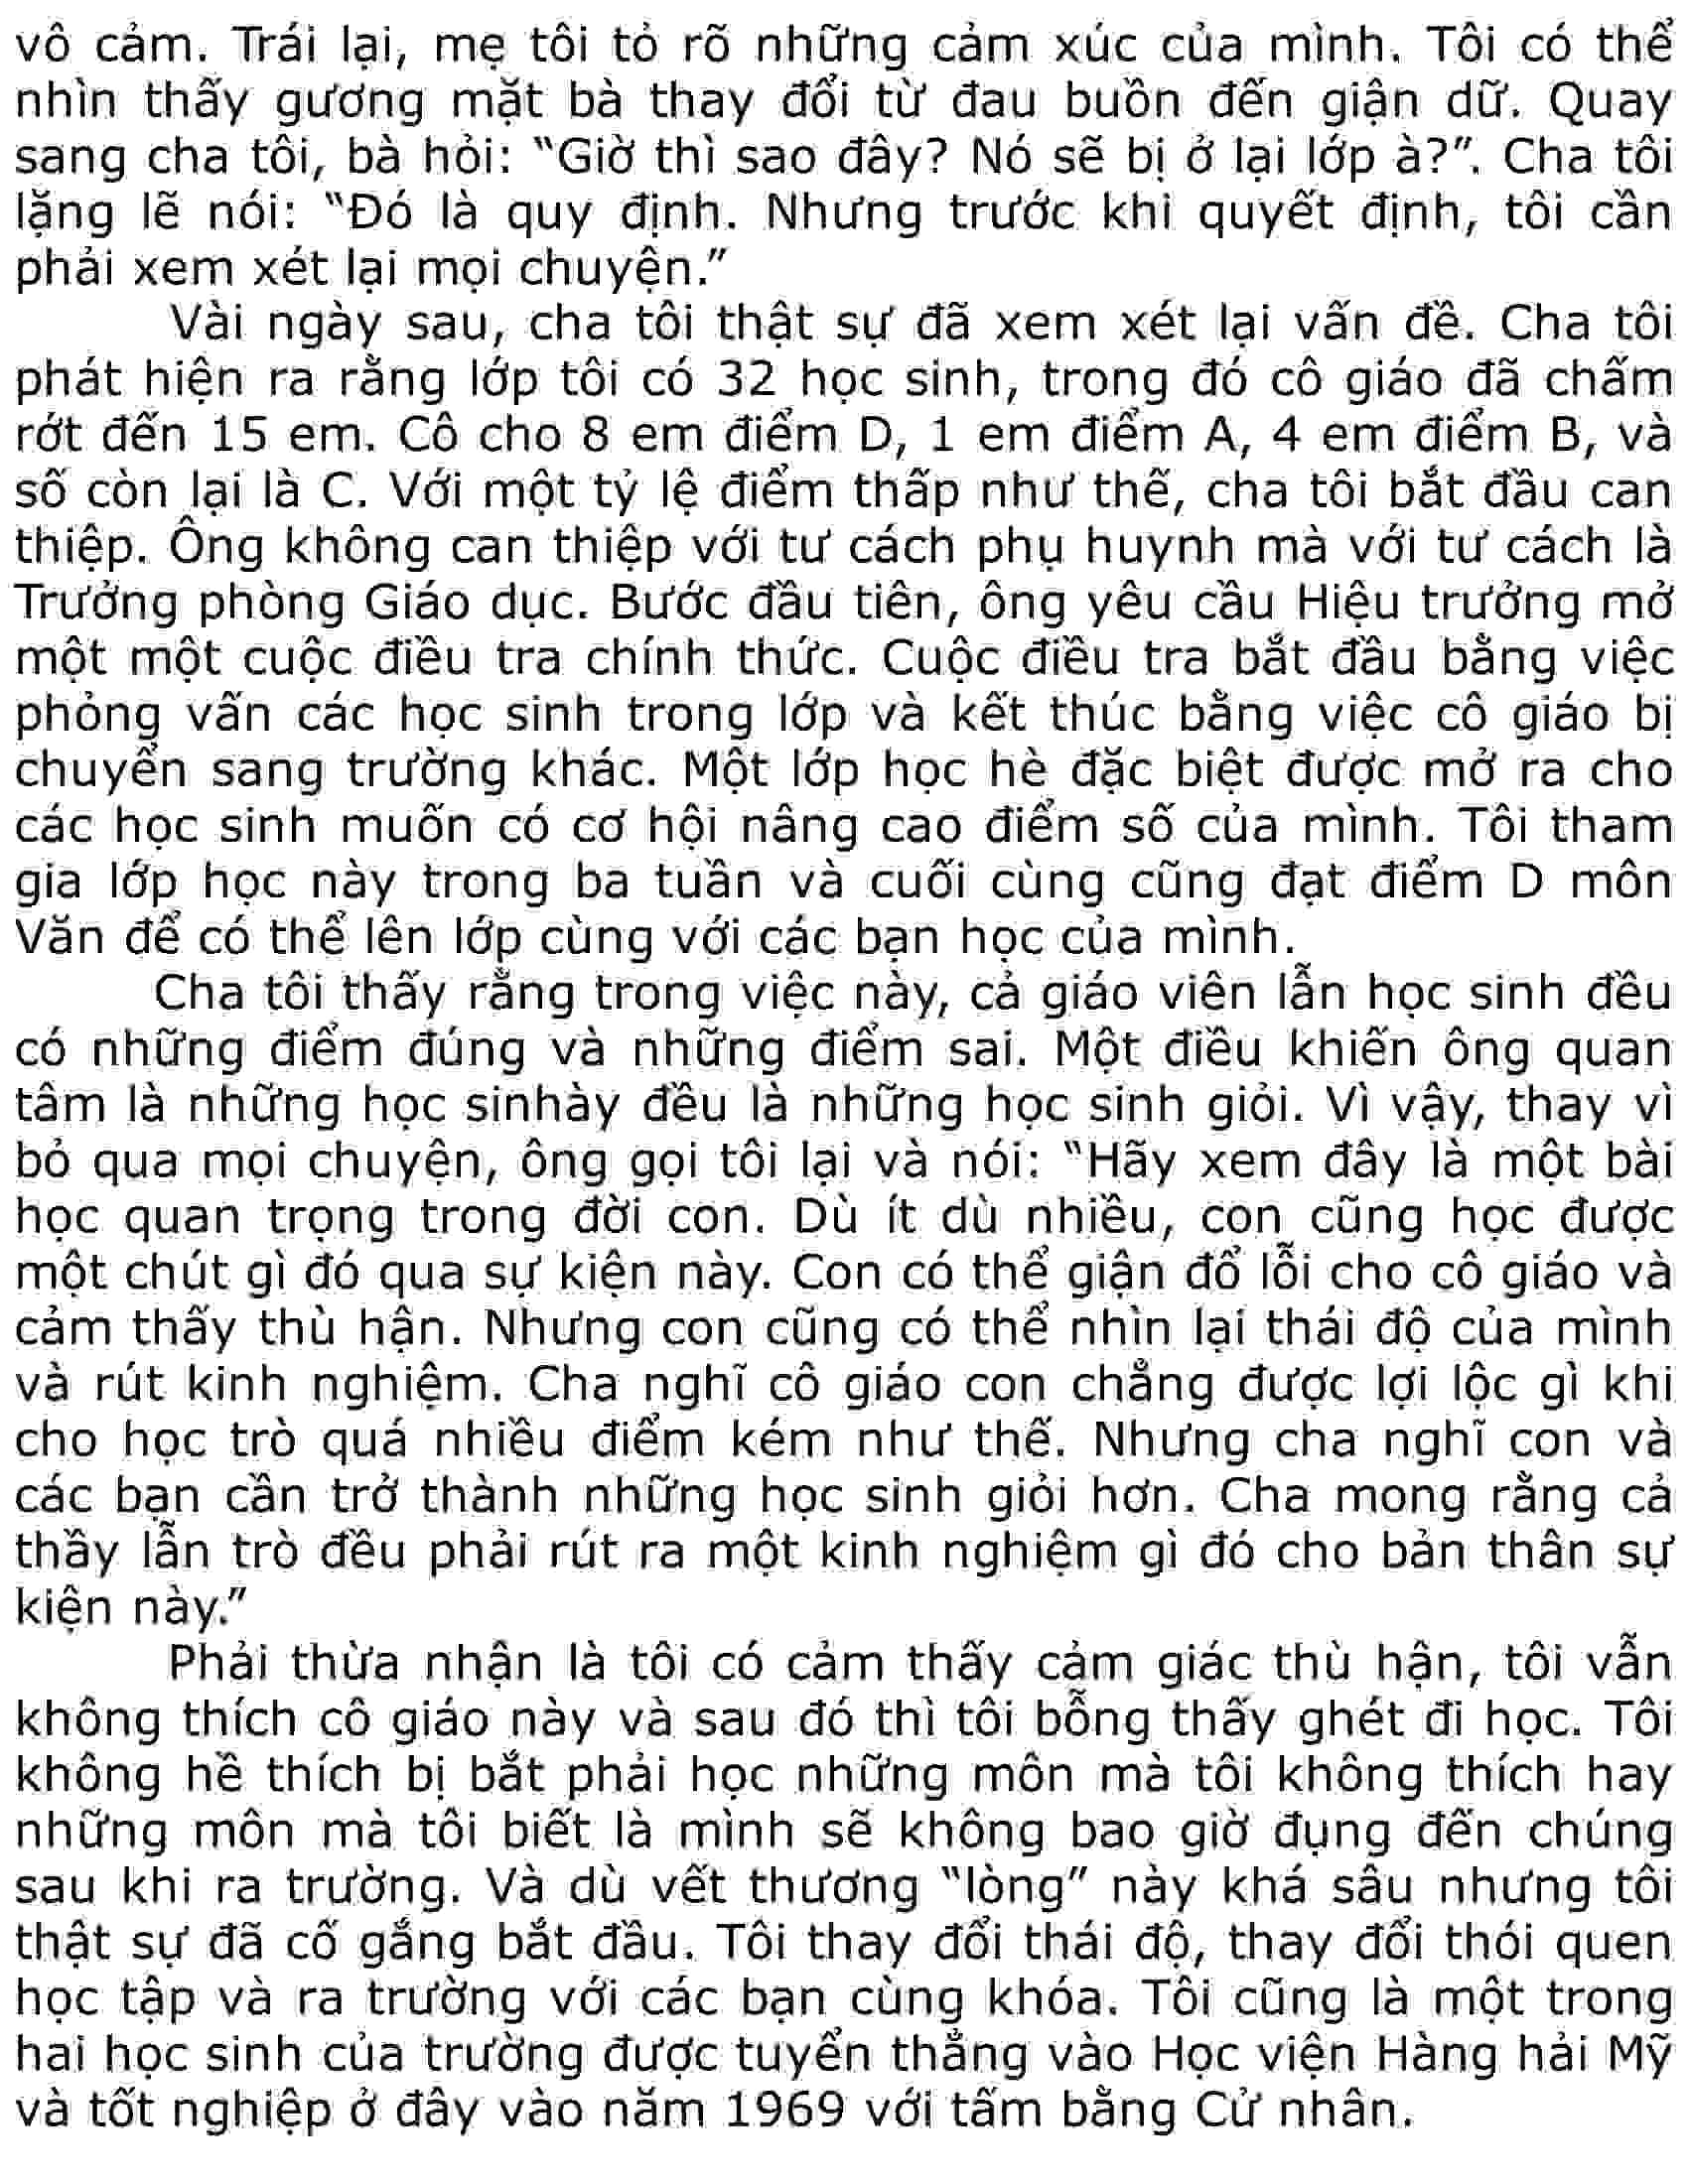 vô cảm. Trái lại, mẹ tôi tỏ rõ những cảm xúc của mình. Tôi có thể
nhìn thấy gương mặt bà thay đổi từ đau buồn đến giận dữ. Quay
sang cha tôi, bà hỏi: “Giờ thì sao đây? Nó sẽ bị ở lại lớp à?”. Cha tôi
lặng lẽ nói: “Đó là quy định. Nhưng trước khi quyết định, tôi cần
phải xem xét lại mọi chuyện.”
Vài ngày sau, cha tôi thật sự đã xem xét lại vấn đề. Cha tôi
phát hiện ra rằng lớp tôi có 32 học sinh, trong đó cô giáo đã chấm
rớt đến 15 em. Cô cho 8 em điểm D, 1 em điểm A, 4 em điểm B, và
số còn lại là C. Với một tỷ lệ điểm thấp như thế, cha tôi bắt đầu can
thiệp. Ông không can thiệp với tư cách phụ huynh mà với tư cách là
Trưởng phòng Giáo dục. Bước đầu tiên, ông yêu cầu Hiệu trưởng mở
một một cuộc điều tra chính thức. Cuộc điều tra bắt đầu bằng việc
phỏng vấn các học sinh trong lớp và kết thúc bằng việc cô giáo bị
chuyển sang trường khác. Một lớp học hè đặc biệt được mở ra cho
các học sinh muốn có cơ hội nâng cao điểm số của mình. Tôi tham
gia lớp học này trong ba tuần và cuối cùng cũng đạt điểm D môn
Văn để có thể lên lớp cùng với các bạn học của mình.
Cha tôi thấy rằng trong việc này, cả giáo viên lẫn học sinh đều
có những điểm đúng và những điểm sai. Một điều khiến ông quan
tâm là những học sinhày đều là những học sinh giỏi. Vì vậy, thay vì
bỏ qua mọi chuyện, ông gọi tôi lại và nói: “Hãy xem đây là một bài
học quan trọng trong đời con. Dù ít dù nhiều, con cũng học được
một chút gì đó qua sự kiện này. Con có thể giận đổ lỗi cho cô giáo và
cảm thấy thù hận. Nhưng con cũng có thể nhìn lại thái độ của mình
và rút kinh nghiệm. Cha nghĩ cô giáo con chẳng được lợi lộc gì khi
cho học trò quá nhiều điểm kém như thế. Nhưng cha nghĩ con và
các bạn cần trở thành những học sinh giỏi hơn. Cha mong rằng cả
thầy lẫn trò đều phải rút ra một kinh nghiệm gì đó cho bản thân sự
kiện này.”
Phải thừa nhận là tôi có cảm thấy cảm giác thù hận, tôi vẫn
không thích cô giáo này và sau đó thì tôi bỗng thấy ghét đi học. Tôi
không hề thích bị bắt phải học những môn mà tôi không thích hay
những môn mà tôi biết là mình sẽ không bao giờ đụng đến chúng
sau khi ra trường. Và dù vết thương “lòng” này khá sâu nhưng tôi
thật sự đã cố gắng bắt đầu. Tôi thay đổi thái độ, thay đổi thói quen
học tập và ra trường với các bạn cùng khóa. Tôi cũng là một trong
hai học sinh của trường được tuyển thẳng vào Học viện Hàng hải Mỹ
và tốt nghiệp ở đây vào năm 1969 với tấm bằng Cử nhân.